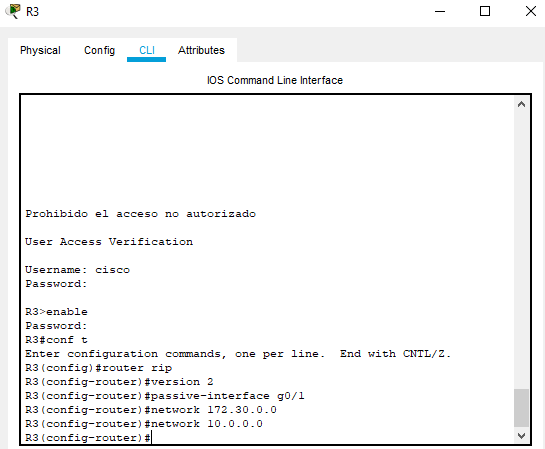 R3
Physical Config CLI Attributes
IOS Command Line Interface
Prohibido el acceso no autorizado
User Access Verification
Username: cisco
Password:
R3>enable
Password:
R3#conf t
Enter configuration commands, one per line.  End with CNTL/Z.
R3(config)#router rip
R3(config-router)#version 2
R3(config-router)#passive-interface g0/1
R3(config-router)#network 172.30.0.0
R3(config-router)#network 10.0.0.0
R3(config-router)#